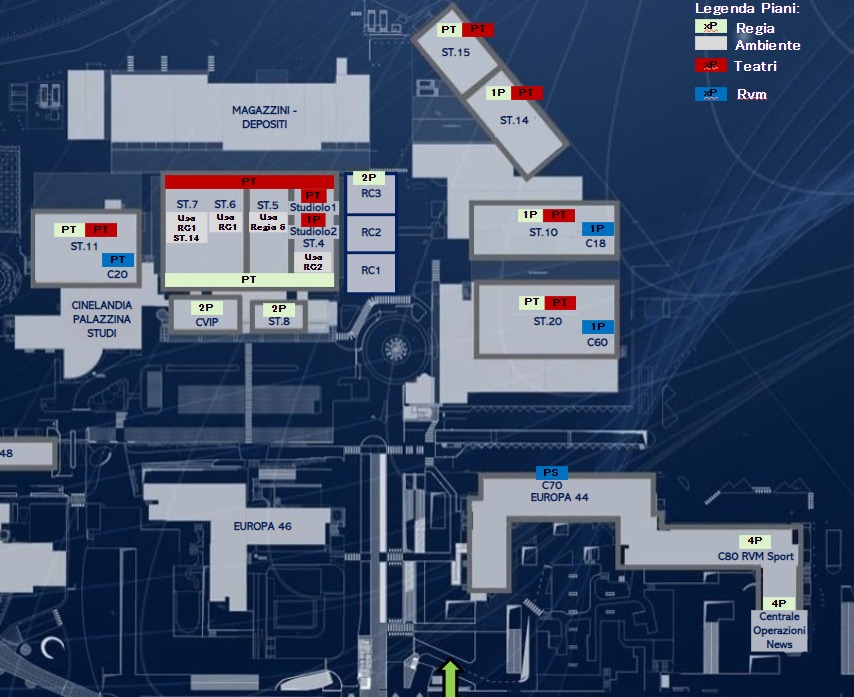 Legenda Piani:
xP Regia
Ambiente
xP Teatri
xP Rvm
PT PT
ST.15
1P PT
ST.14
MAGAZZINI -
DEPOSITI
PT
ST.7 ST.6 ST.5
Usa
RC1
ST.14
Usa
RC1
Usa
Regia 6
PT
Studiolo1
1P
Studiolo2
ST.4
Usa
RC2
PT
2P
RC3
RC2
RC1
PT PT
ST.11
PT
C20
1P PT
ST.10
1P
C18
CINELANDIA
PALAZZINA
STUDI
2P
CVIP
2P
ST.8
PT PT
ST.20
1P
C60
48
PS
C70
EUROPA 44
EUROPA 46
4P
C80 RVM Sport
4P
Centrale
Operazioni
News